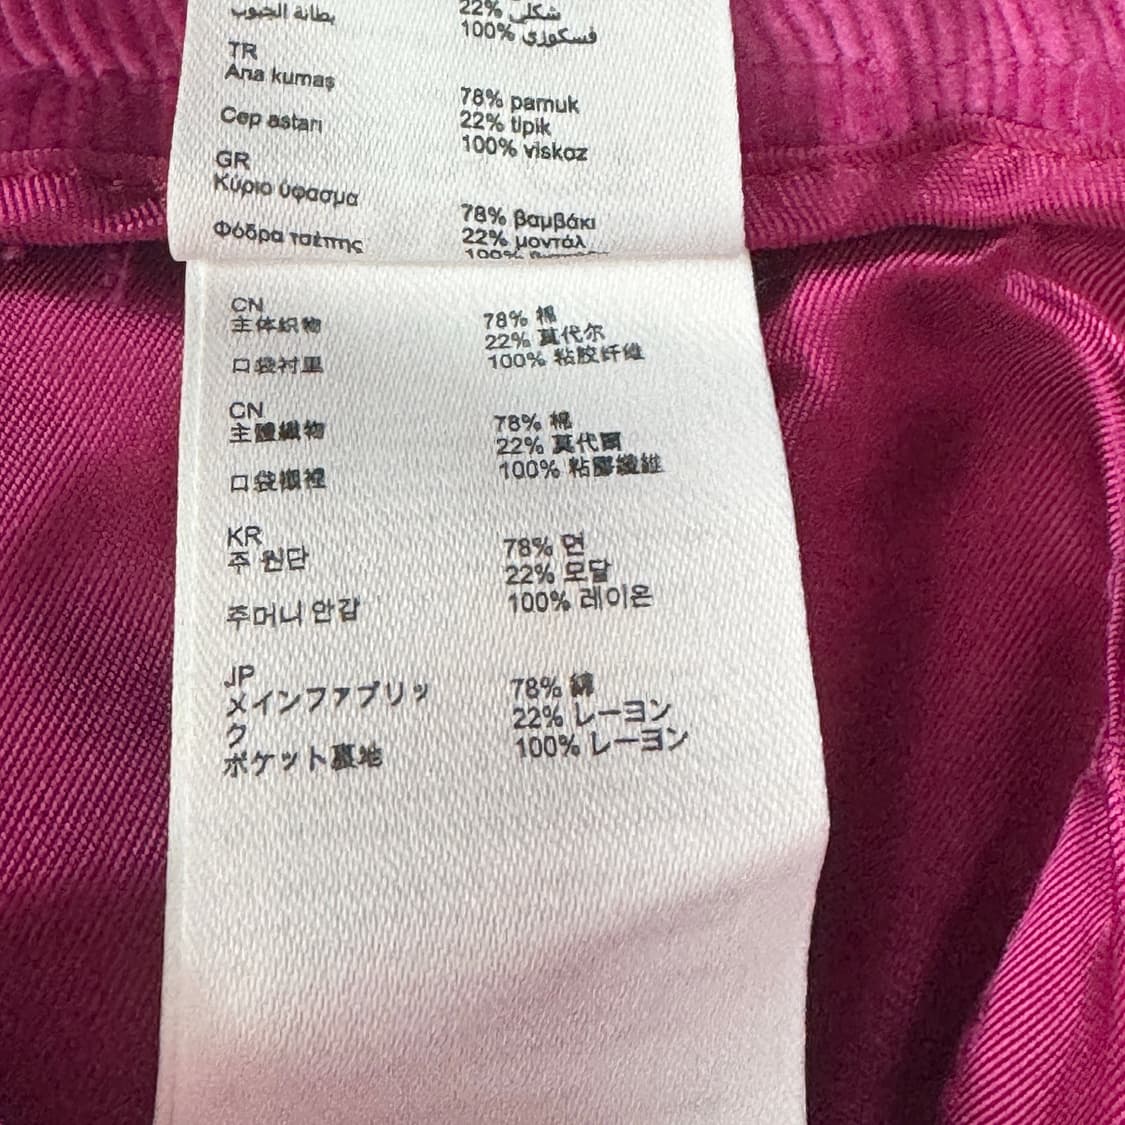 بطانة الجيوب
22% شكلي
100% فسكوزي
TR
Ana kumaş
78% pamuk
22% tipik
Cep astarı
100% viskoz
GR
Κύριο ύφασμα
78% βαμβάκι
22% μοντάλ
Φόδρα τσέπης
100%
CN
主体织物
78% 棉
22% 莫代尔
口袋衬里
100% 粘胶纤维
CN
主體織物
78% 棉
22% 莫代爾
口袋襯裡
100% 粘膠纖維
KR
주 원단
78% 면
22% 모달
주머니 안감
100% 레이온
JP
メインファブリッ
ク
78% 綿
22% レーヨン
ポケット裏地
100% レーヨン